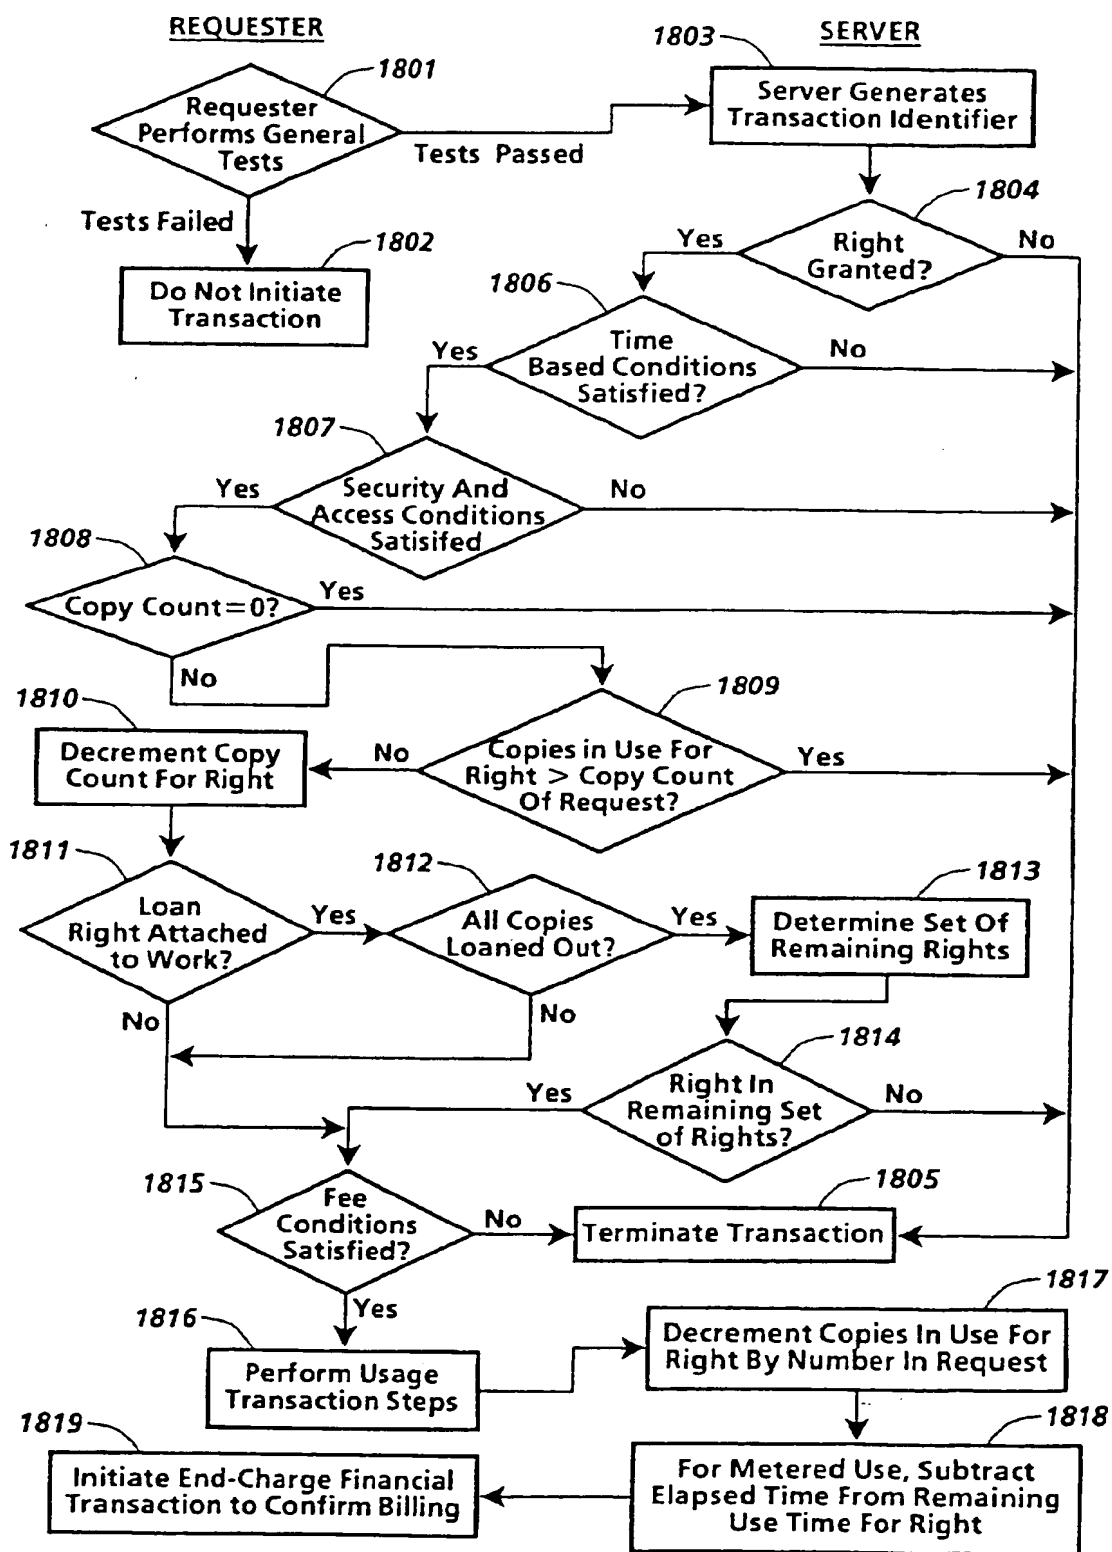 REQUESTER
SERVER
1801
1803
Requester
Performs General
Tests
Tests Passed
Server Generates
Transaction Identifier
Tests Failed
1802
Do Not Initiate
Transaction
1804
Right
Granted?
Yes
No
1806
Time
Based Conditions
Satisfied?
Yes
No
1807
Security And
Access Conditions
Satisifed
Yes
No
1808
Copy Count=0?
Yes
No
1809
Copies in Use For
Right > Copy Count
Of Request?
No
Yes
1810
Decrement Copy
Count For Right
1811
Loan
Right Attached
to Work?
Yes
No
1812
All Copies
Loaned Out?
Yes
No
1813
Determine Set Of
Remaining Rights
1814
Right In
Remaining Set
of Rights?
Yes
No
1815
Fee
Conditions
Satisfied?
No
Yes
1805
Terminate Transaction
1816
Perform Usage
Transaction Steps
1817
Decrement Copies In Use For
Right By Number In Request
1818
For Metered Use, Subtract
Elapsed Time From Remaining
Use Time For Right
1819
Initiate End-Charge Financial
Transaction to Confirm Billing